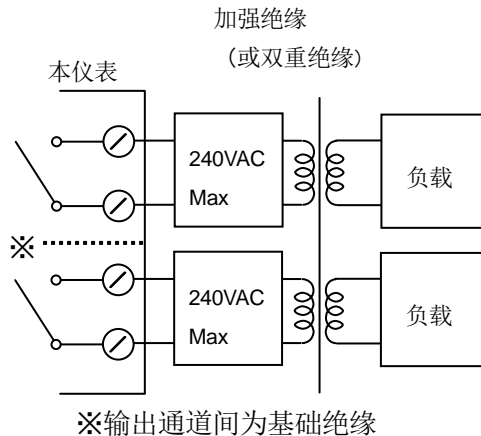 加强绝缘
（或双重绝缘）
本仪表
240VAC
Max
负载
※
240VAC
Max
负载
※输出通道间为基础绝缘